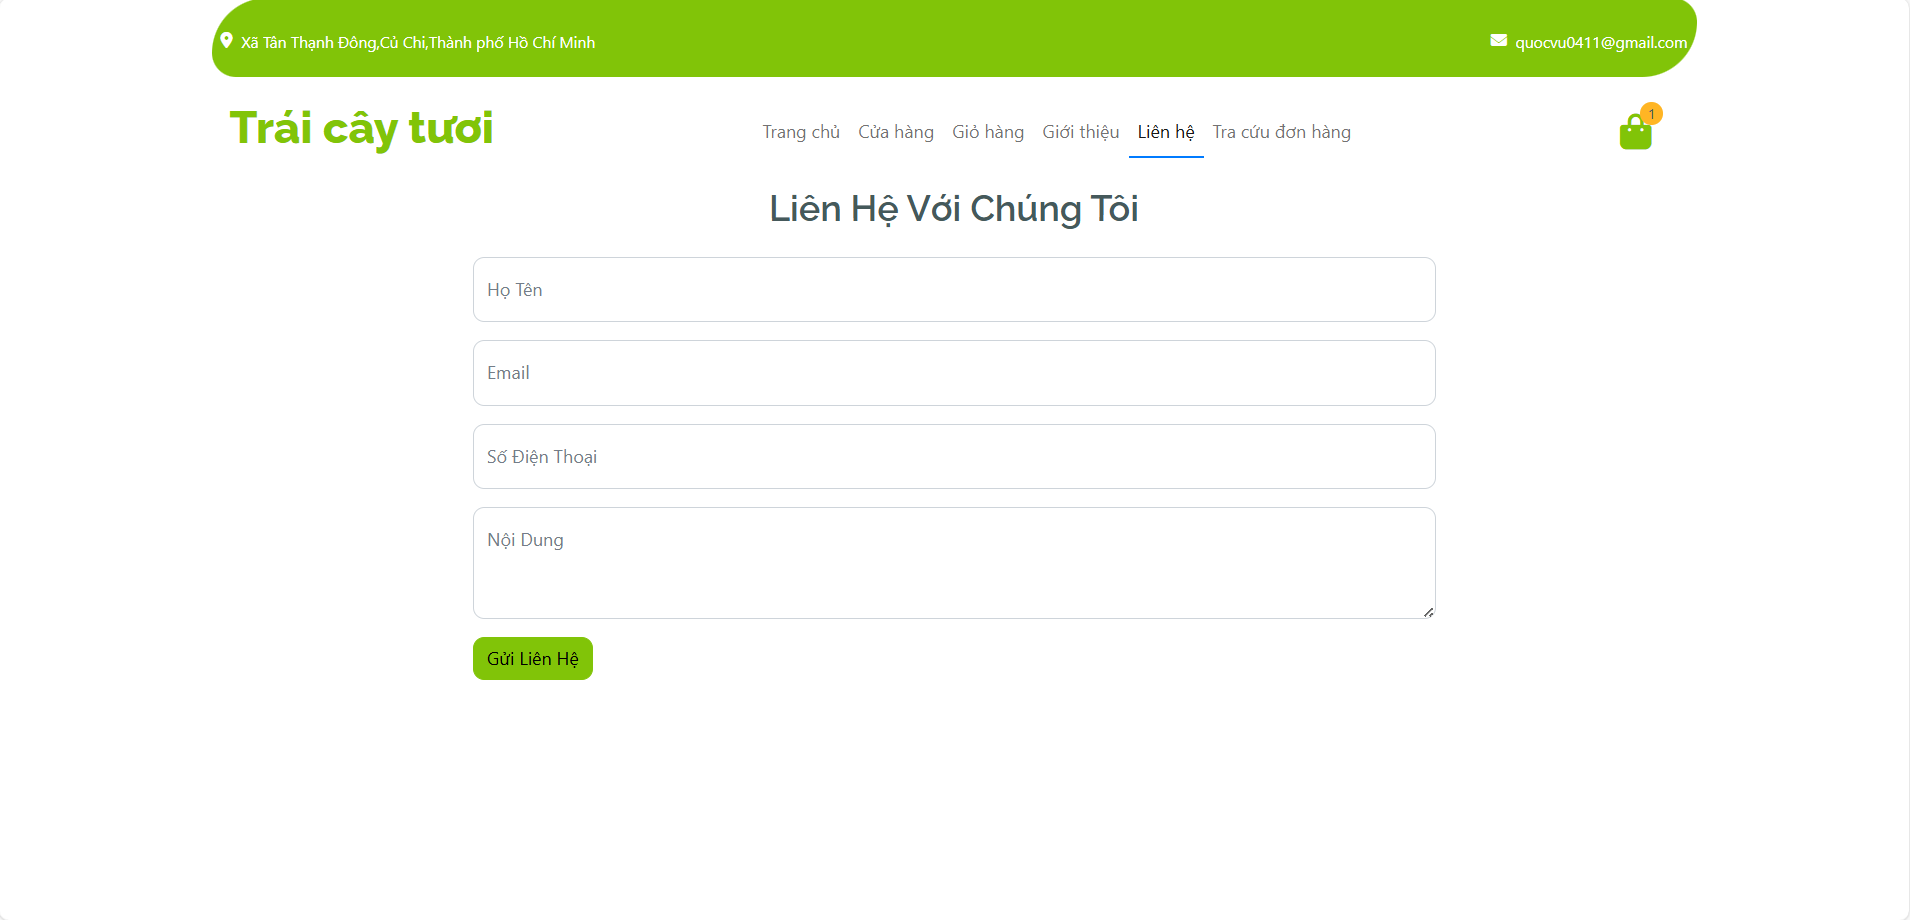 Xã Tân Thạnh Đông,Củ Chi,Thành phố Hồ Chí Minh
quocvu0411@gmail.com
Trái cây tươi
Trang chủ Cửa hàng Giỏ hàng Giới thiệu Liên hệ Tra cứu đơn hàng
1
Liên Hệ Với Chúng Tôi
Họ Tên
Email
Số Điện Thoại
Nội Dung
Gửi Liên Hệ